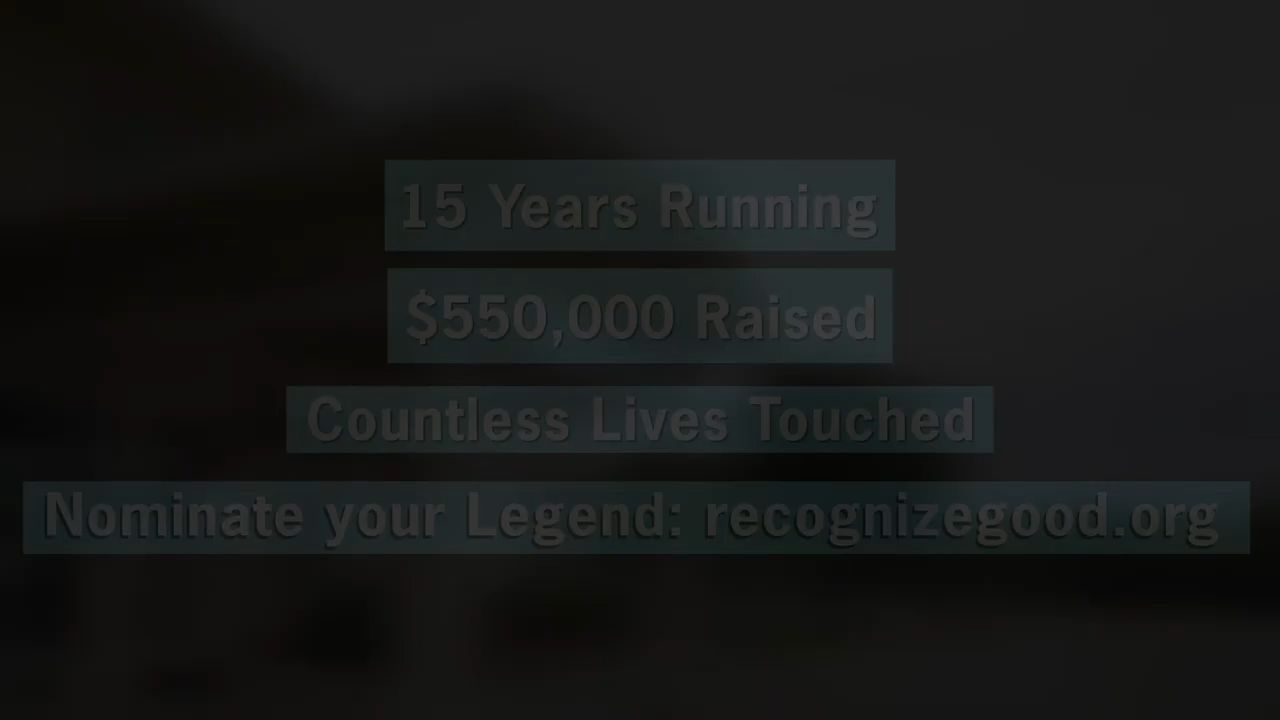 15 Years Running
$550,000 Raised
Countless Lives Touched
Nominate your Legend: recognizegood.org